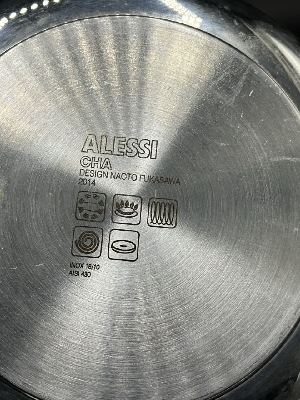 ALESSI
CHA
DESIGN NAOTO FUKASAWA
2014
INOX 18/10
AISI 430